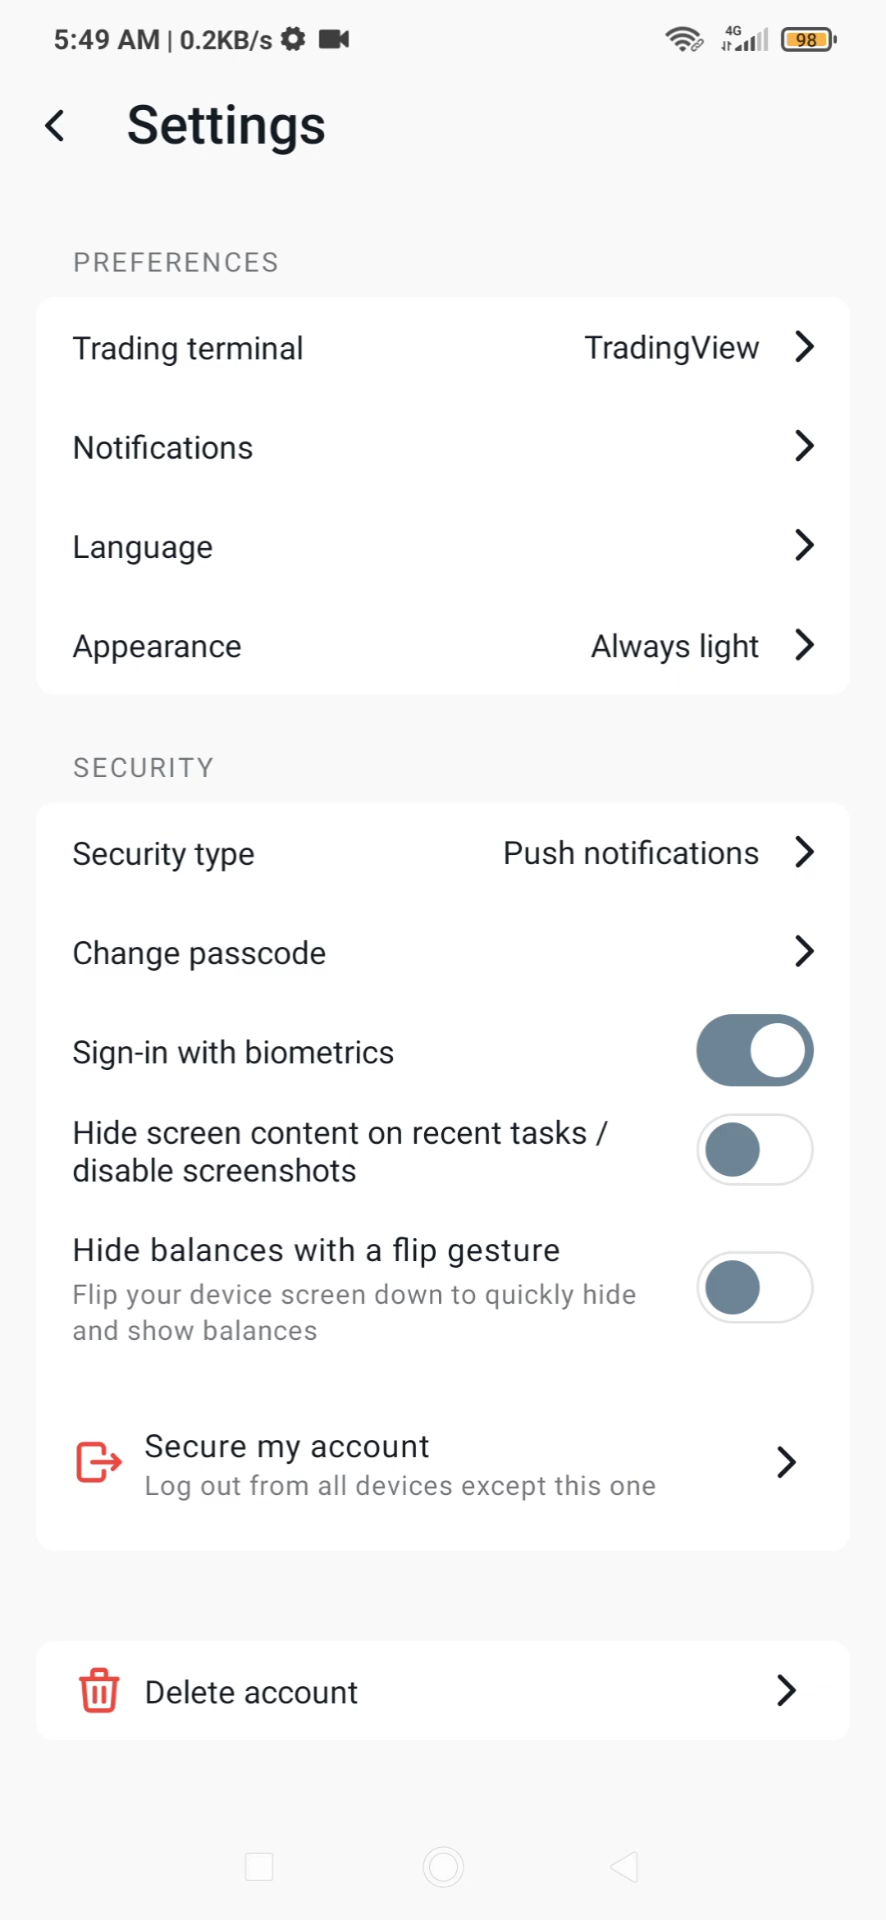 5:49 AM | 0.2KB/s
4G
98
Settings
PREFERENCES
Trading terminal TradingView
Notifications
Language
Appearance Always light
SECURITY
Security type Push notifications
Change passcode
Sign-in with biometrics
Hide screen content on recent tasks /
disable screenshots
Hide balances with a flip gesture
Flip your device screen down to quickly hide
and show balances
Secure my account
Log out from all devices except this one
Delete account